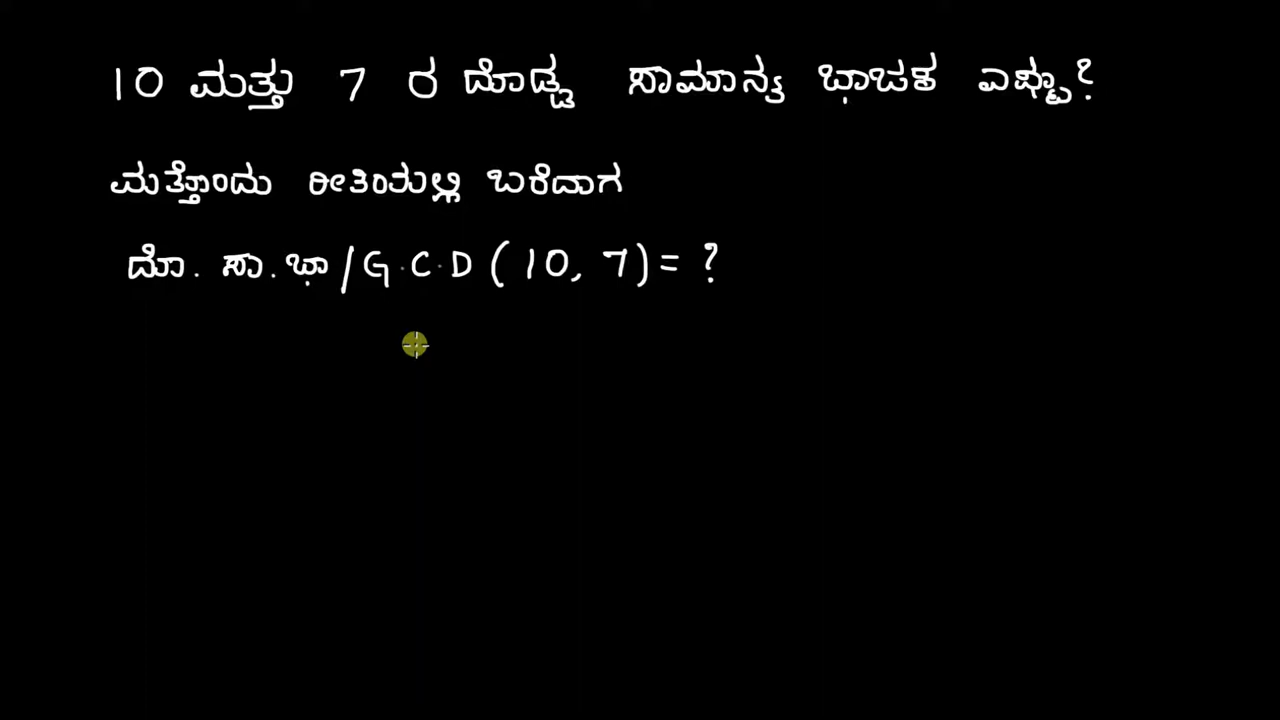 10 ಮತ್ತು 7 ರ ದೊಡ್ಡ ಸಾಮಾನ್ಯ ಭಾಜಕ ಎಷ್ಟು?
ಮತ್ತೊಂದು ರೀತಿಯಲ್ಲಿ ಬರೆದಾಗ
ದೊ. ಸಾ. ಭಾ/G.C.D (10, 7) = ?